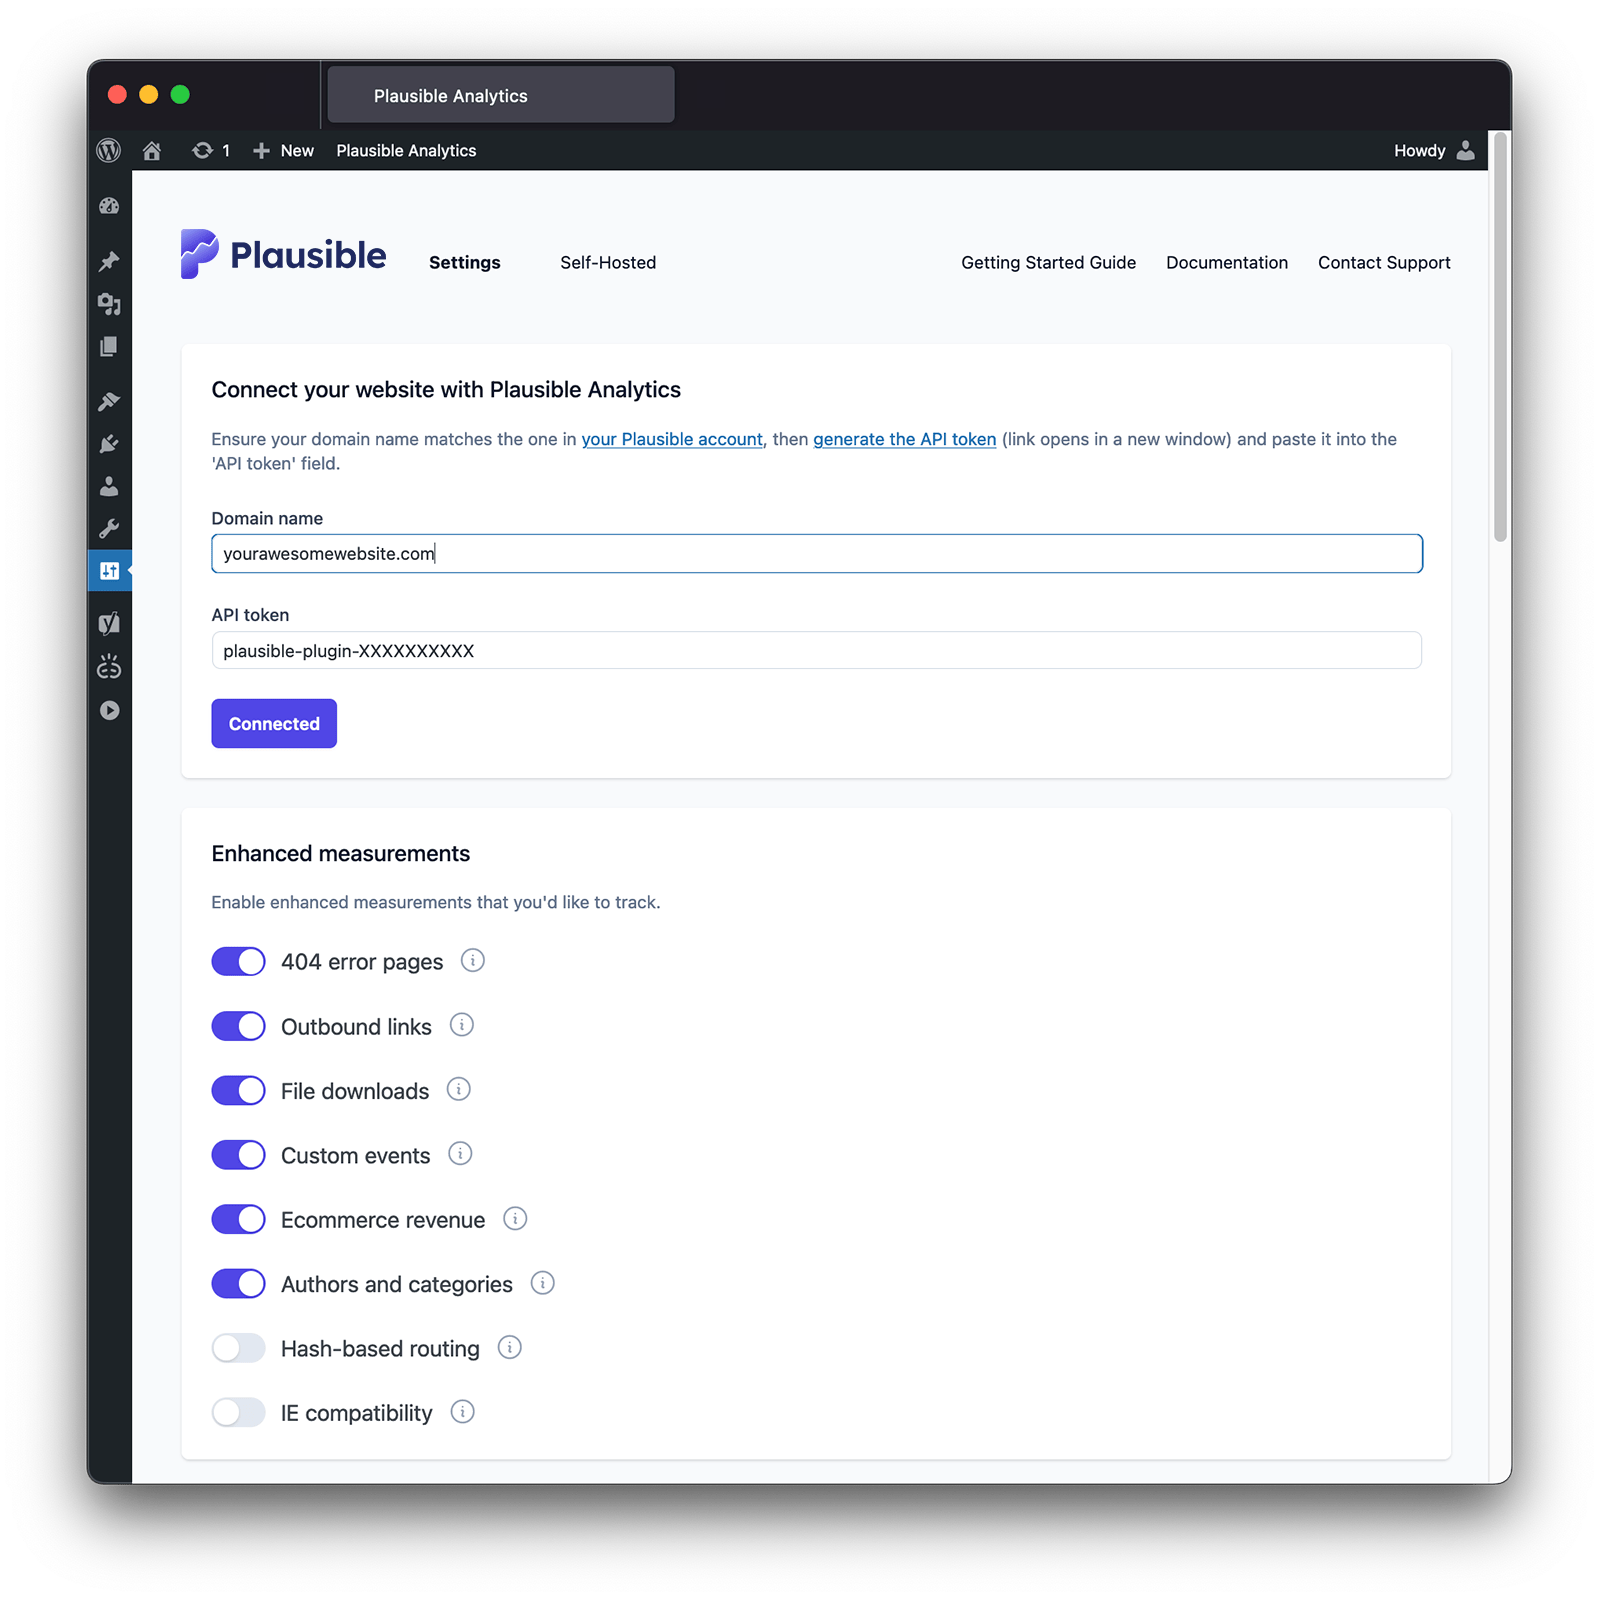 Plausible Analytics
1 New Plausible Analytics Howdy
Plausible Settings Self-Hosted Getting Started Guide Documentation Contact Support
Connect your website with Plausible Analytics
Ensure your domain name matches the one in your Plausible account, then generate the API token (link opens in a new window) and paste it into the
'API token' field.
Domain name
yourawesomewebsite.com
API token
plausible-plugin-XXXXXXXXXX
Connected
Enhanced measurements
Enable enhanced measurements that you'd like to track.
404 error pages
Outbound links
File downloads
Custom events
Ecommerce revenue
Authors and categories
Hash-based routing
IE compatibility